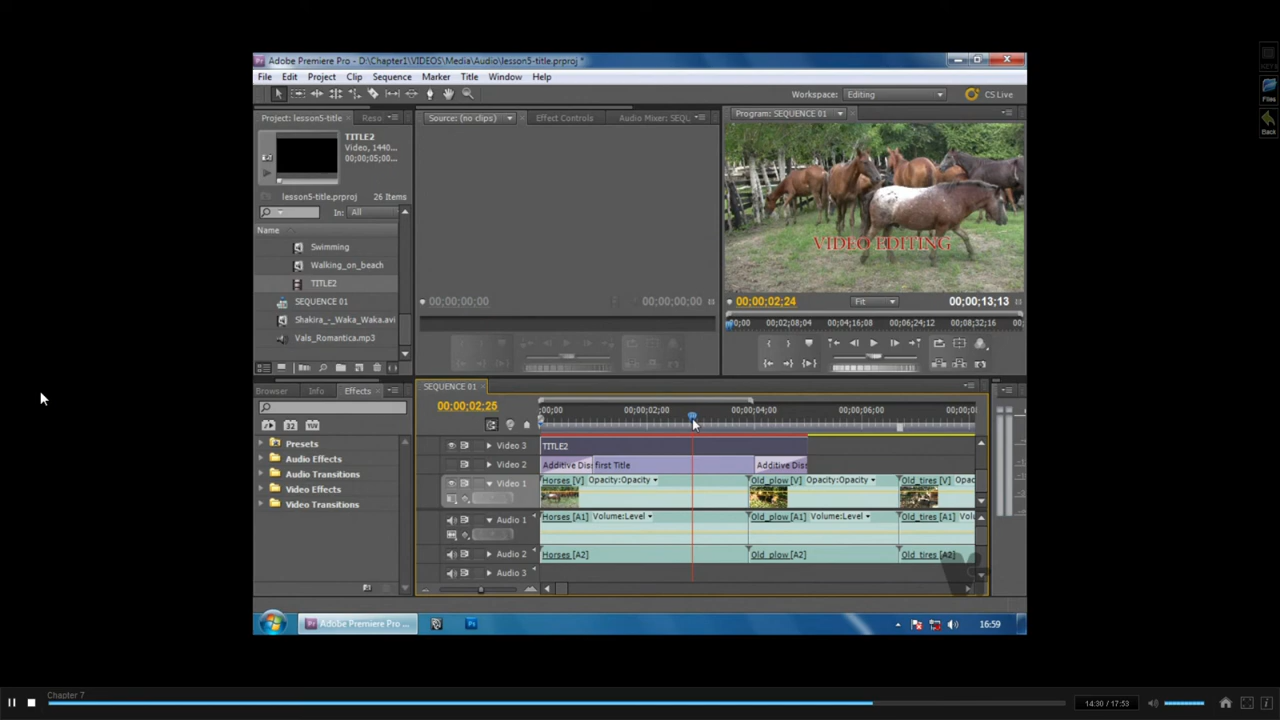 Adobe Premiere Pro - D:\Chapter1\VIDEOS\Media\Audio\lesson5-title.prproj *
File Edit Project Clip Sequence Marker Title Window Help
Workspace: Editing CS Live
Project: lesson5-title Reso
TITLE2
Video, 1440...
00;00;05;00...
lesson5-title.prproj 26 Items
In: All
Name
Swimming
Walking_on_beach
TITLE2
SEQUENCE 01
Shakira_-_Waka_Waka.avi
Vals_Romantica.mp3
Source: (no clips) Effect Controls Audio Mixer: SEQU
00;00;00;00 00;00;00;00
Program: SEQUENCE 01
VIDEO EDITING
00;00;02;24 Fit 00;00;13;13
00;00 00;02;08;04 00;04;16;08 00;06;24;12 00;08;32;16 00;
Browser Info Effects
Presets
Audio Effects
Audio Transitions
Video Effects
Video Transitions
SEQUENCE 01
00;00;02;25
;00;00 00;00;02;00 00;00;04;00 00;00;06;00 00;00;0
Video 3 TITLE2
Video 2 Additive Dis first Title Additive Diss
Video 1 Horses [V] Opacity:Opacity Old_plow [V] Opacity:Opacity Old_tires [V] Opac
Audio 1 Horses [A1] Volume:Level Old_plow [A1] Volume:Level Old_tires [A1] Volu
Audio 2 Horses [A2] Old_plow [A2] Old_tires [A2]
Audio 3
Adobe Premiere Pro ... Ps 16:59
KEYS
Files
Back
Chapter 7
14:30 / 17:53